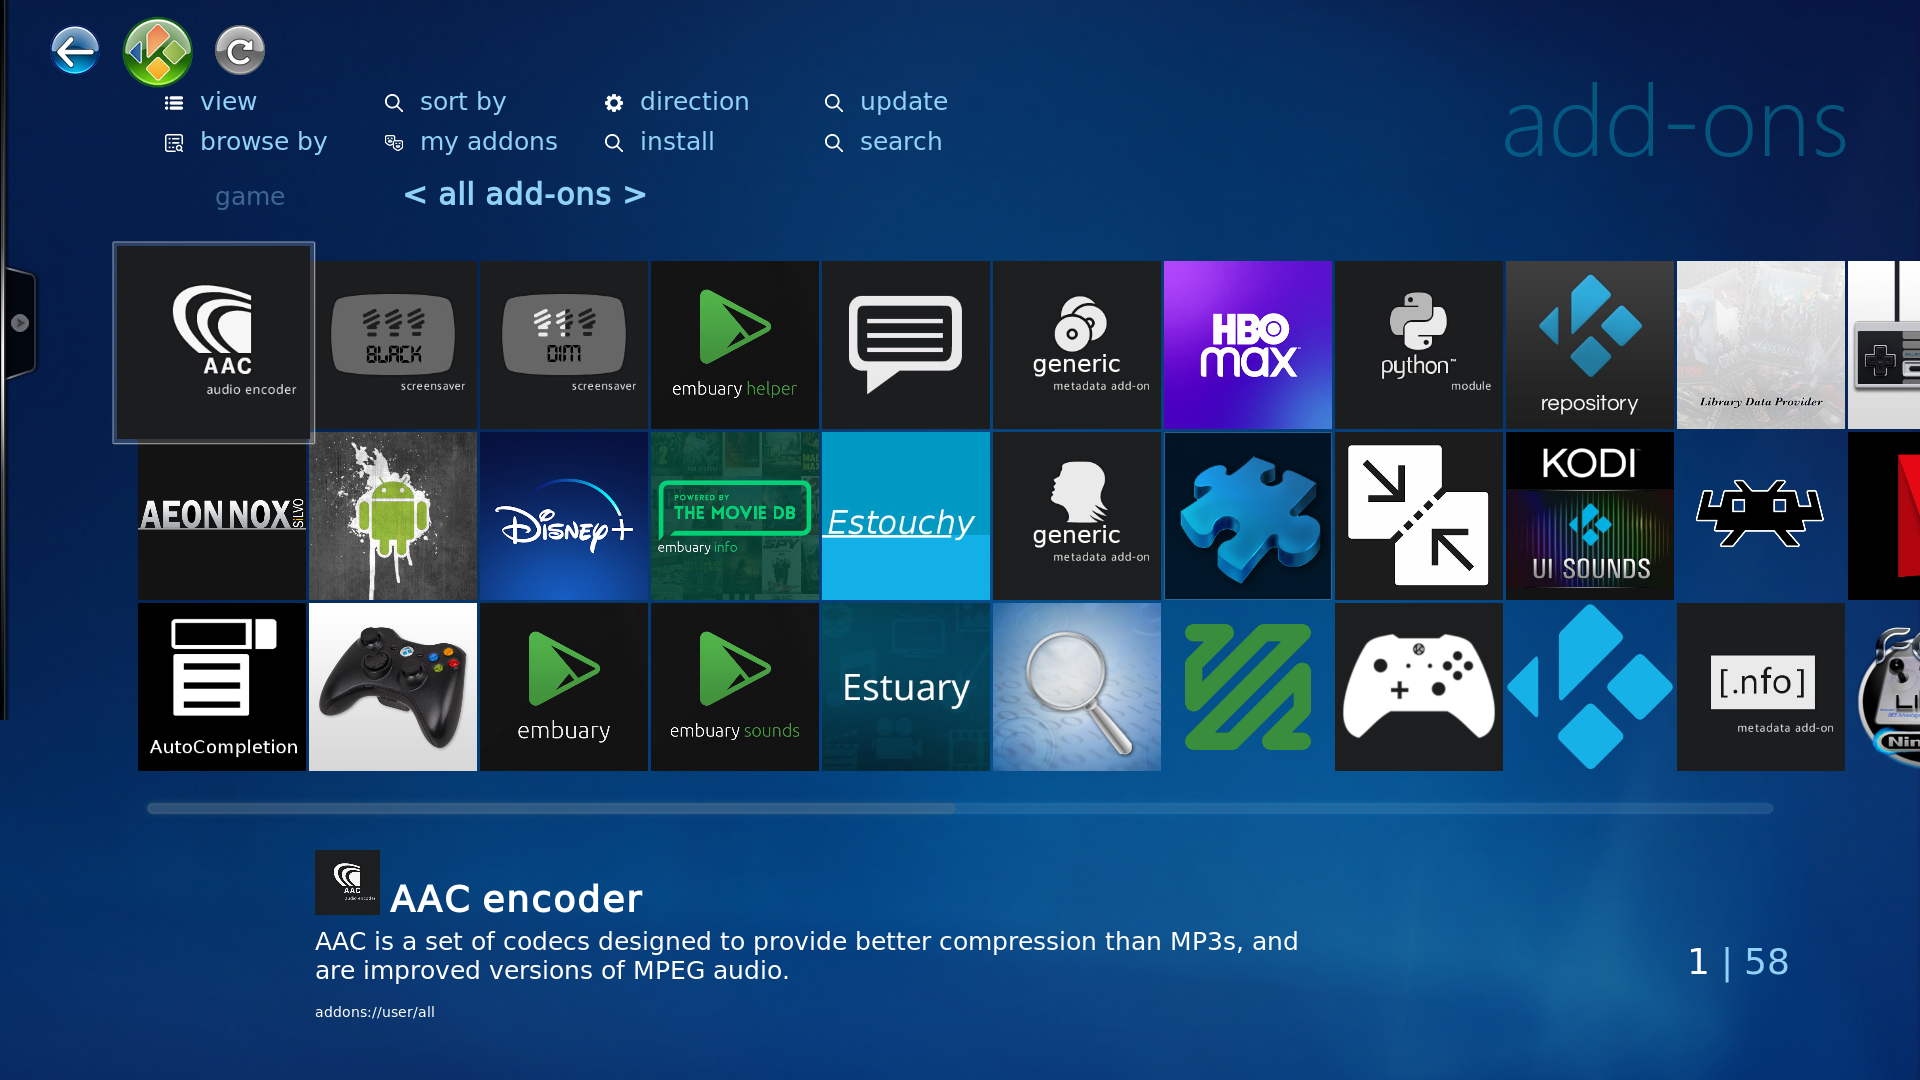 view
sort by
direction
update
browse by
my addons
install
search
add-ons
game
< all add-ons >
AAC
audio encoder
BLACK
screensaver
DIM
screensaver
embuary helper
generic
metadata add-on
HBO
max
python™
module
repository
Library Data Provider
AEON NOX
SILVO
Disney+
POWERED BY
THE MOVIE DB
embuary info
Estouchy
generic
metadata add-on
KODI
UI SOUNDS
AutoCompletion
embuary
embuary sounds
Estuary
[.nfo]
metadata add-on
AAC encoder
AAC is a set of codecs designed to provide better compression than MP3s, and
are improved versions of MPEG audio.
1 | 58
addons://user/all